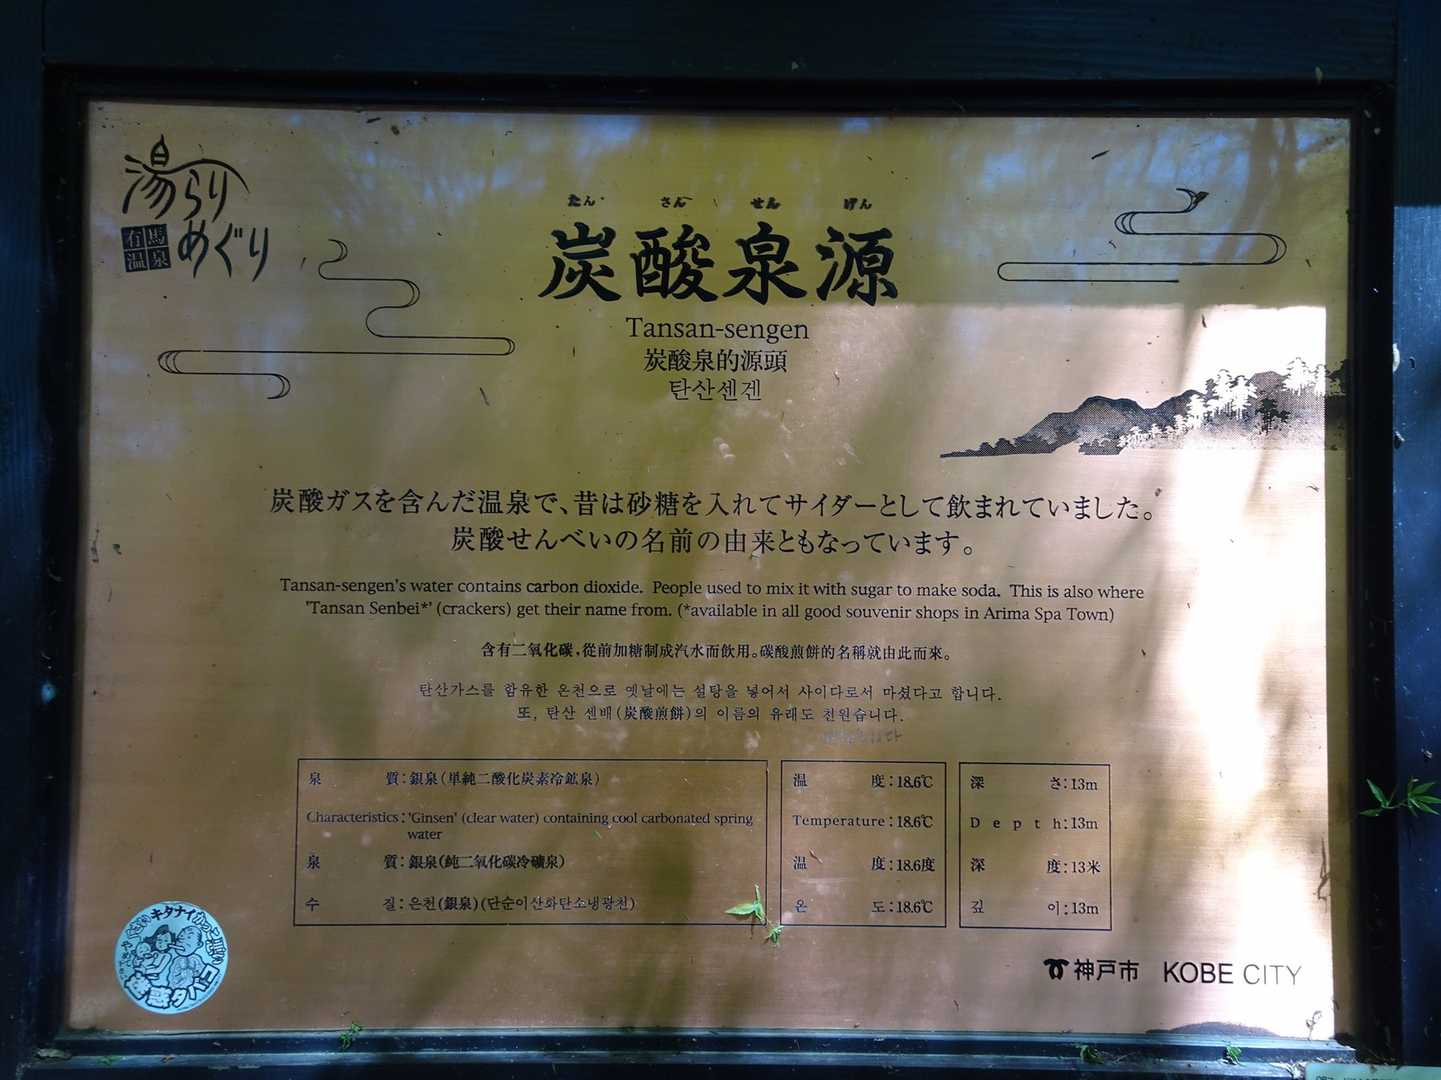 湯らり
めぐり
有馬
温泉
たん さん せん げん
炭酸泉源
Tansan-sengen
炭酸泉的源頭
탄산센겐
炭酸ガスを含んだ温泉で、昔は砂糖を入れてサイダーとして飲まれていました。
炭酸せんべいの名前の由来ともなっています。
Tansan-sengen's water contains carbon dioxide. People used to mix it with sugar to make soda. This is also where
'Tansan Senbei*' (crackers) get their name from. (*available in all good souvenir shops in Arima Spa Town)
含有二氧化碳，從前加糖制成汽水而飲用。碳酸煎餅的名稱就由此而來。
탄산가스를 함유한 온천으로 옛날에는 설탕을 넣어서 사이다로서 마셨다고 합니다.
또, 탄산 센배(炭酸煎餅)의 이름의 유래도 천원습니다.
泉 質：銀泉（単純二酸化炭素冷鉱泉）
Characteristics：'Ginsen' (clear water) containing cool carbonated spring
water
泉 質：銀泉（純二氧化碳冷礦泉）
수 질：온천(銀泉)(단순이산화탄소냉광천)
温 度：18.6℃
Temperature：18.6℃
温 度：18.6度
온 도：18.6℃
深 さ：13m
Depth：13m
深 度：13米
깊 이：13m
キタナイ
神戸市 KOBE CITY